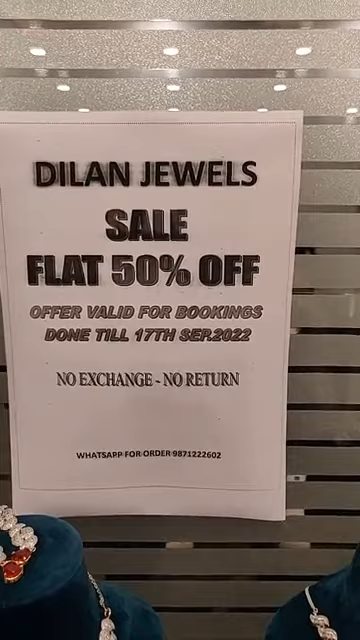 DILAN JEWELS
SALE
FLAT 50% OFF
OFFER VALID FOR BOOKINGS
DONE TILL 17TH SEP.2022
NO EXCHANGE - NO RETURN
WHATSAPP FOR ORDER 9871222602